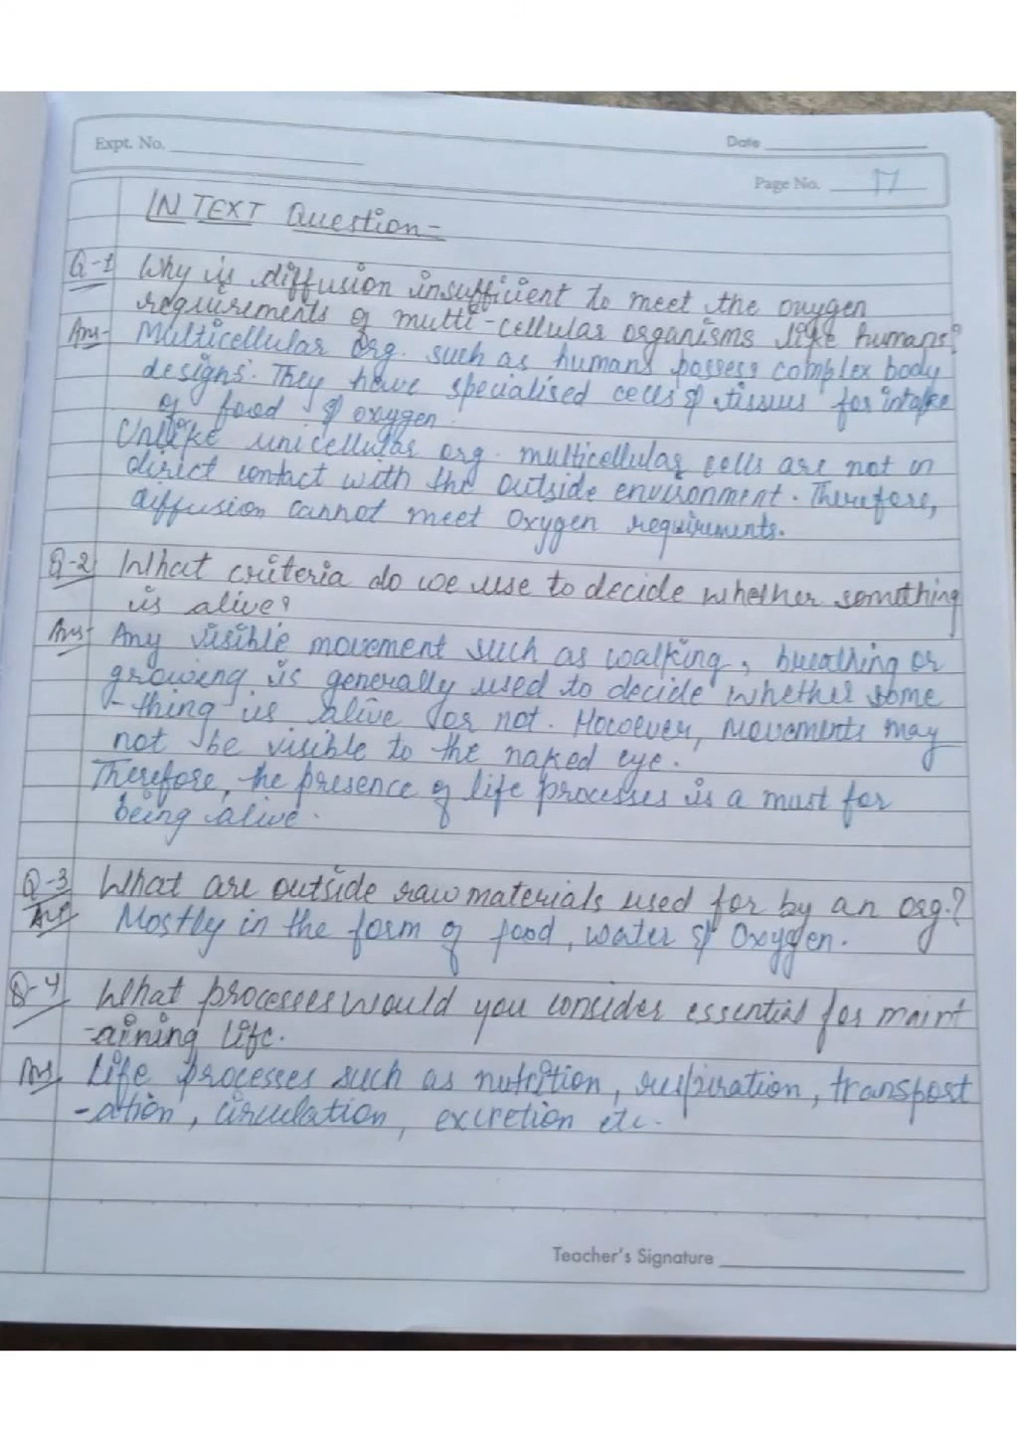 Expt. No.
Date
Page No. 17
IN TEXT Question-
Q-1 Why is diffusion insufficient to meet the oxygen
requirements of multi-cellular organisms like humans?
Ans- Multicellular org. such as humans possess complex body
designs. They have specialised cells & tissues for intake
of food & oxygen.
Unlike unicellular org. multicellular cells are not in
direct contact with the outside environment. Therefore,
diffusion cannot meet oxygen requirements.
Q-2 What criteria do we use to decide whether something
is alive?
Ans- Any visible movement such as walking, breathing or
growing is generally used to decide whether some
-thing is alive or not. However, movements may
not be visible to the naked eye.
Therefore, the presence of life processes is a must for
being alive.
Q-3 What are outside raw materials used for by an org.?
Ans Mostly in the form of food, water & Oxygen.
Q-4 What processes would you consider essential for maint
-aining life.
Ans Life processes such as nutrition, respiration, transport
-ation, circulation, excretion etc.
Teacher's Signature